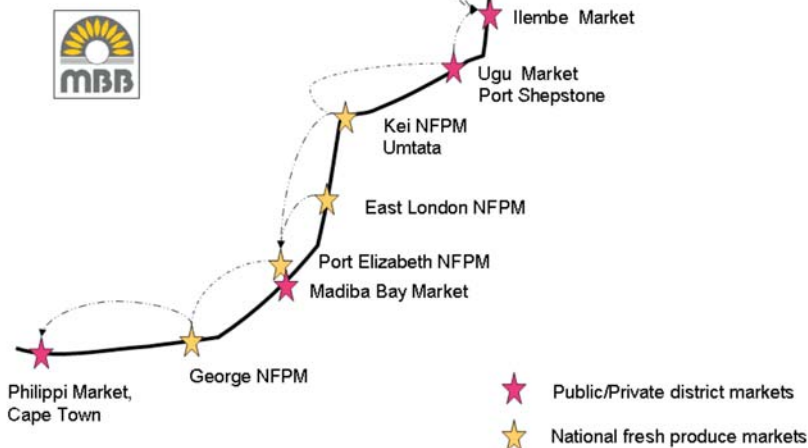 MBB
Ilembe Market
Ugu Market
Port Shepstone
Kei NFPM
Umtata
East London NFPM
Port Elizabeth NFPM
Madiba Bay Market
George NFPM
Philippi Market,
Cape Town
Public/Private district markets
National fresh produce markets